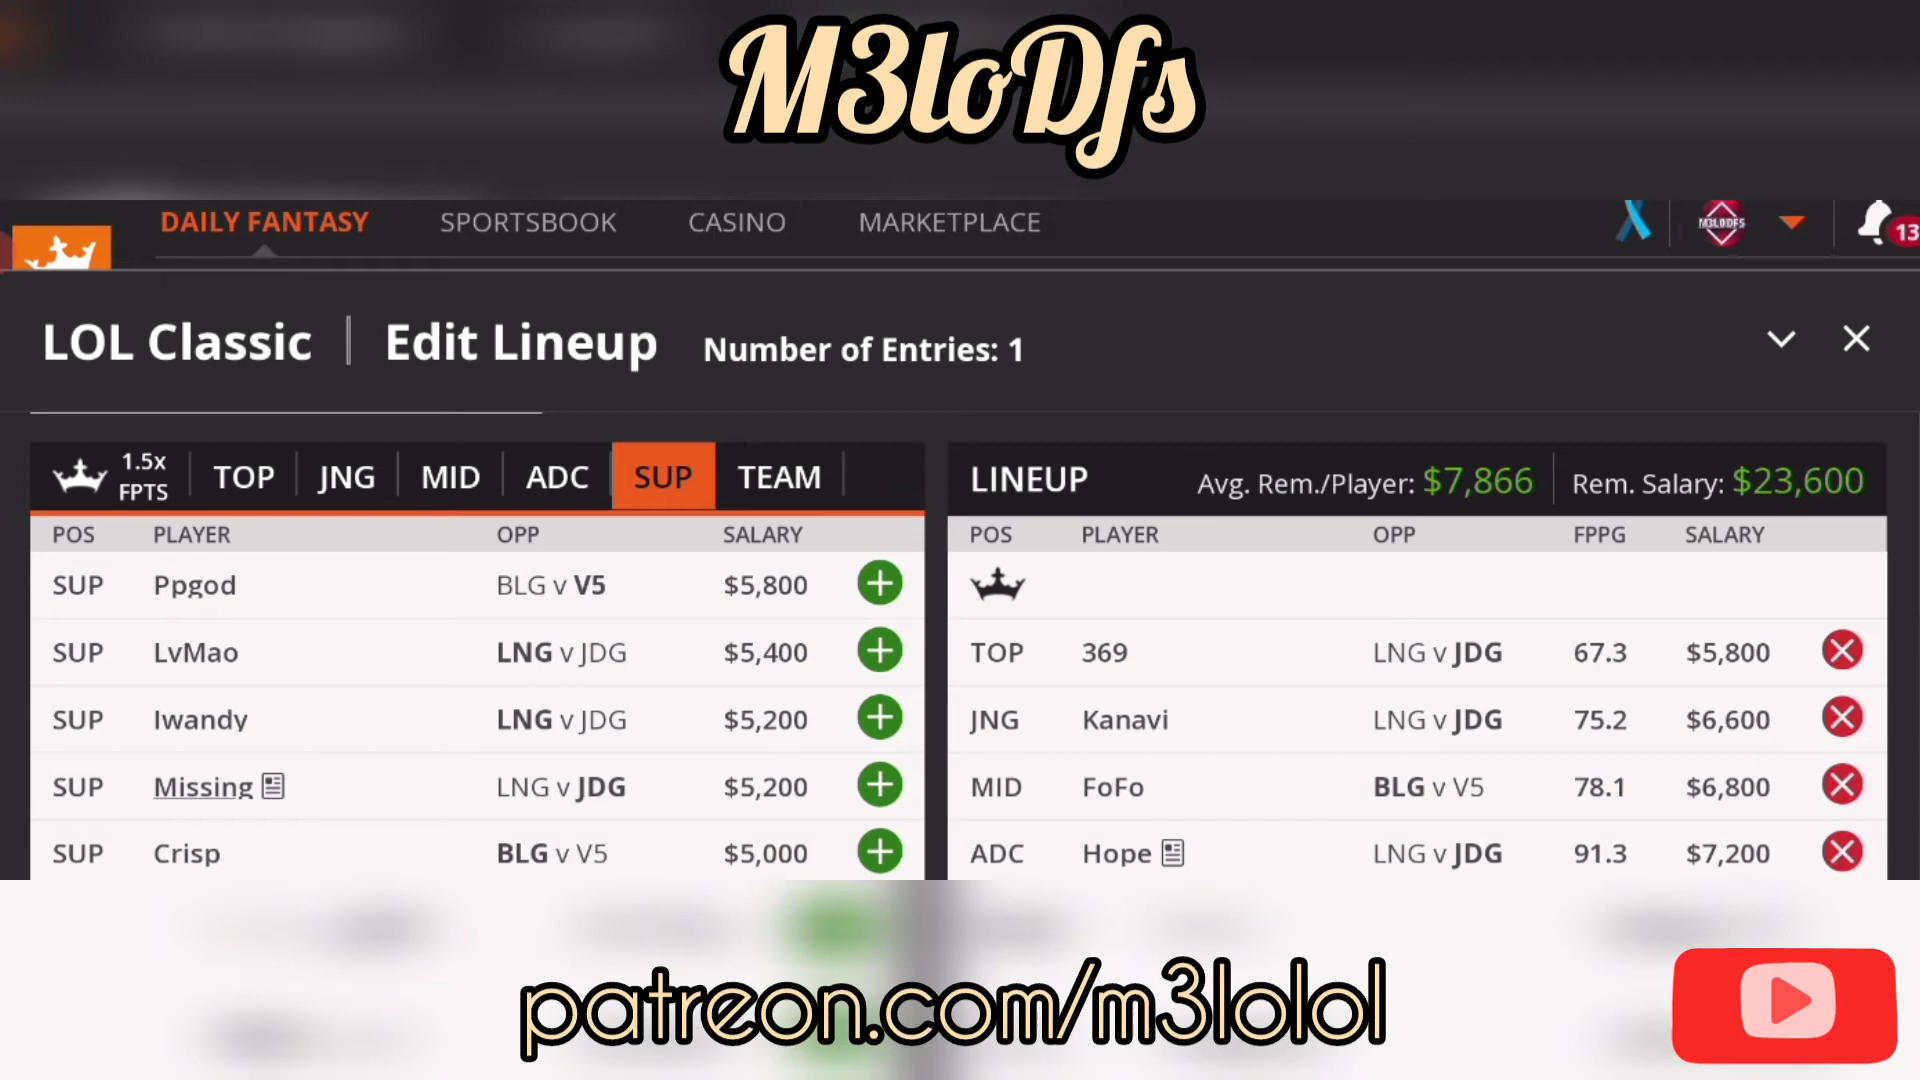 M3loDfs
DAILY FANTASY SPORTSBOOK CASINO MARKETPLACE M3LODFS 13
LOL Classic | Edit Lineup Number of Entries: 1
1.5x FPTS TOP JNG MID ADC SUP TEAM
POS PLAYER OPP SALARY
SUP Ppgod BLG v V5 $5,800
SUP LvMao LNG v JDG $5,400
SUP Iwandy LNG v JDG $5,200
SUP Missing LNG v JDG $5,200
SUP Crisp BLG v V5 $5,000
LINEUP Avg. Rem./Player: $7,866 Rem. Salary: $23,600
POS PLAYER OPP FPPG SALARY
TOP 369 LNG v JDG 67.3 $5,800
JNG Kanavi LNG v JDG 75.2 $6,600
MID FoFo BLG v V5 78.1 $6,800
ADC Hope LNG v JDG 91.3 $7,200
patreon.com/m3lolol